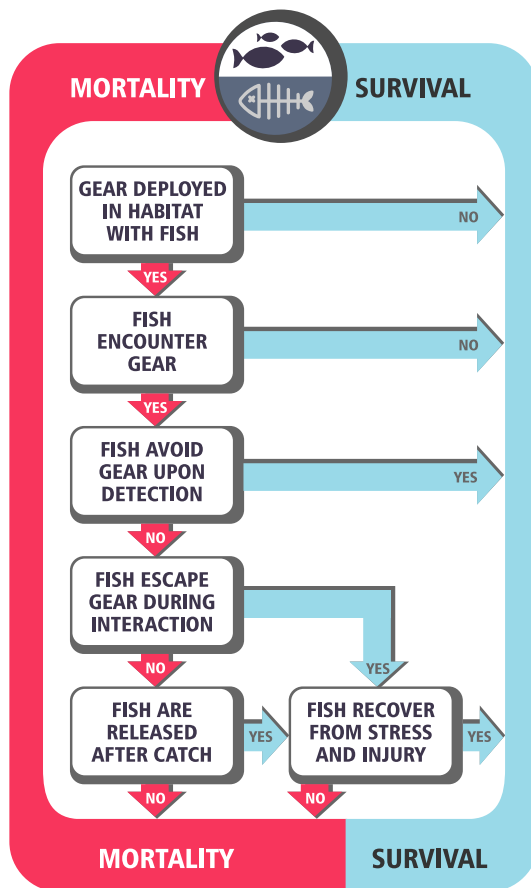 MORTALITY
SURVIVAL
GEAR DEPLOYED
IN HABITAT
WITH FISH
NO
YES
FISH
ENCOUNTER
GEAR
NO
YES
FISH AVOID
GEAR UPON
DETECTION
YES
NO
FISH ESCAPE
GEAR DURING
INTERACTION
YES
NO
FISH ARE
RELEASED
AFTER CATCH
YES
FISH RECOVER
FROM STRESS
AND INJURY
YES
NO
NO
MORTALITY
SURVIVAL